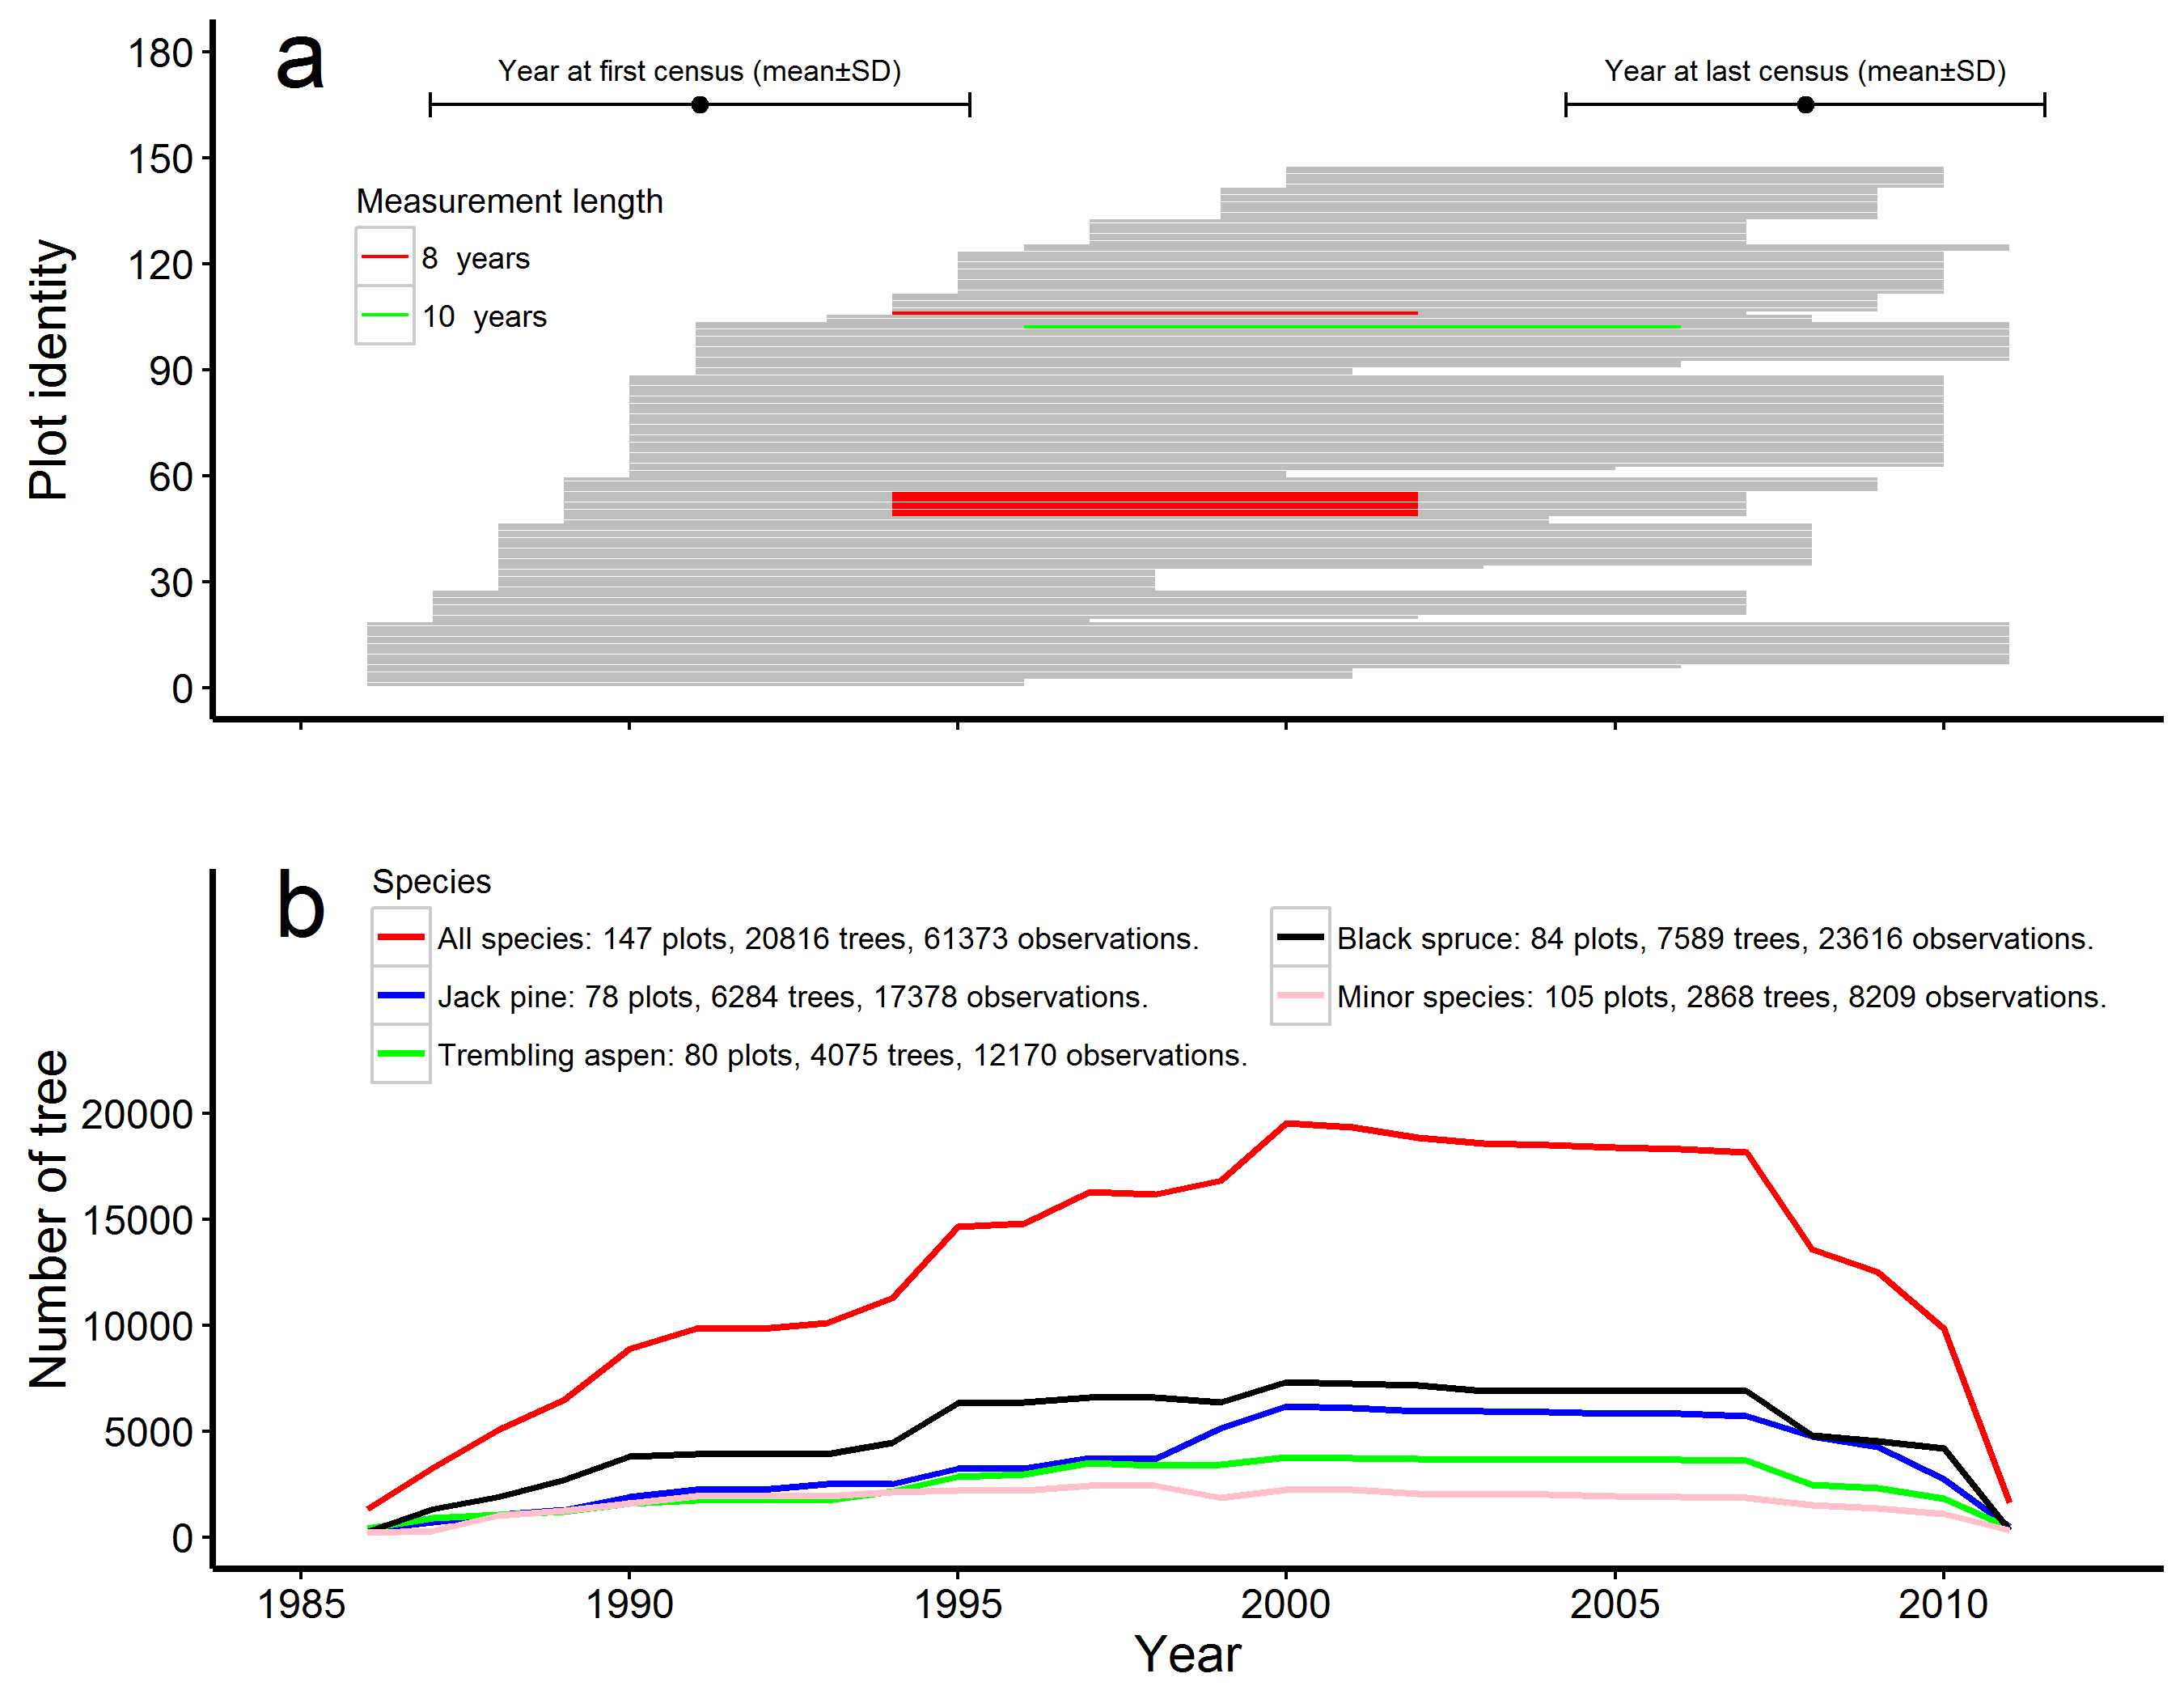 a
Year at first census (mean±SD)
Year at last census (mean±SD)
Measurement length
8 years
10 years
Plot identity
180
150
120
90
60
30
0
b
Species
All species: 147 plots, 20816 trees, 61373 observations.
Jack pine: 78 plots, 6284 trees, 17378 observations.
Trembling aspen: 80 plots, 4075 trees, 12170 observations.
Black spruce: 84 plots, 7589 trees, 23616 observations.
Minor species: 105 plots, 2868 trees, 8209 observations.
Number of tree
20000
15000
10000
5000
0
1985 1990 1995 2000 2005 2010
Year